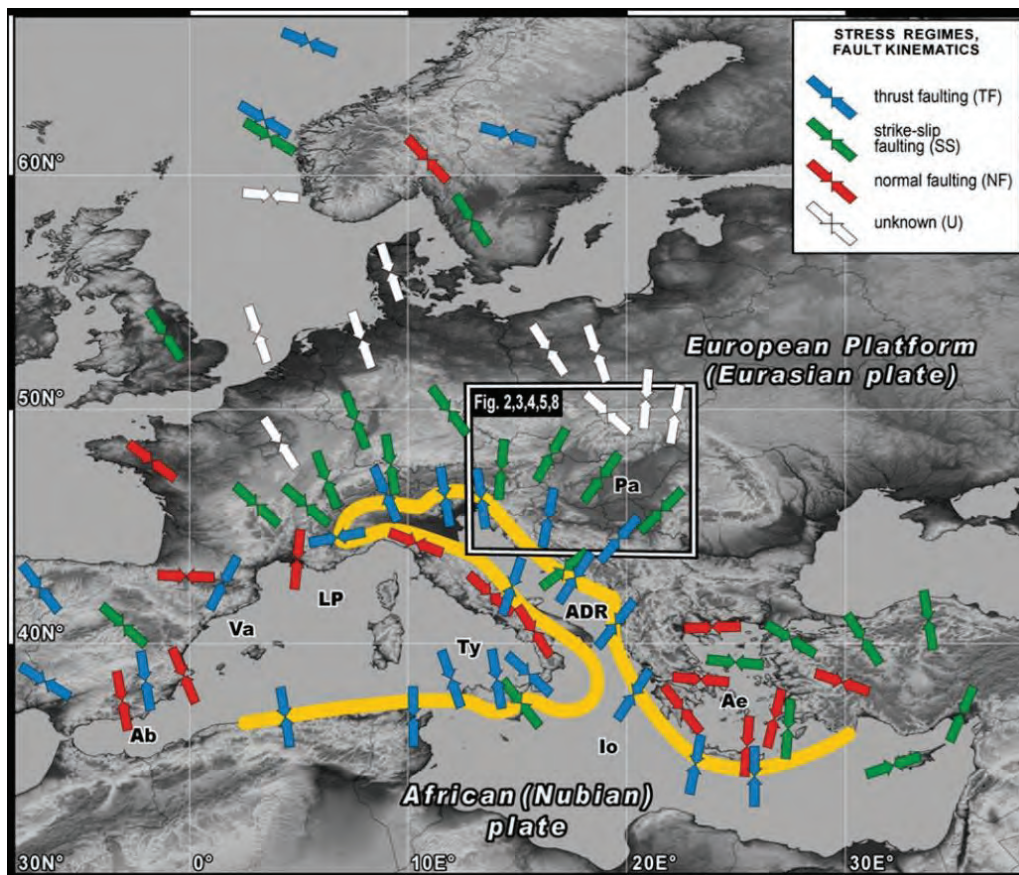 STRESS REGIMES,
FAULT KINEMATICS
thrust faulting (TF)
strike-slip
faulting (SS)
normal faulting (NF)
unknown (U)
60N°
European Platform
(Eurasian plate)
50N°
Fig. 2,3,4,5,8
Pa
LP
ADR
Va
40N°
Ty
Ae
Ab
Io
African (Nubian)
plate
30N°
0°
10E°
20E°
30E°